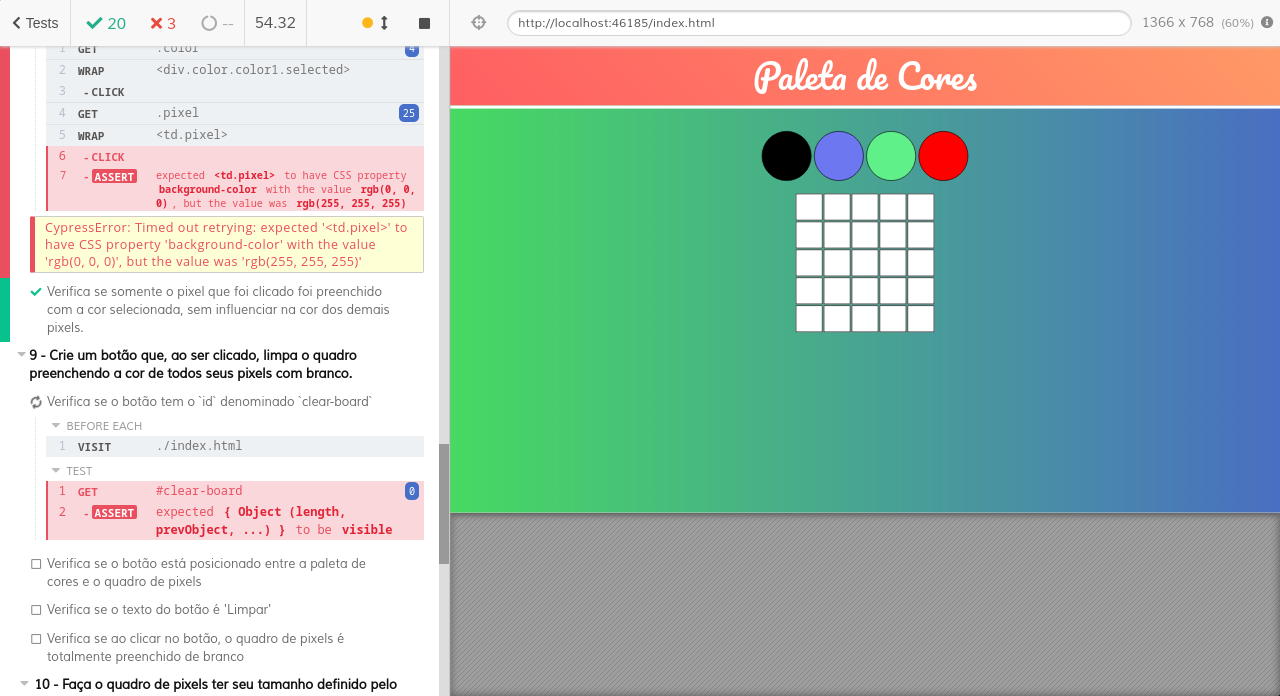 Tests
20
3
--
54.32
http://localhost:46185/index.html
1366 x 768 (60%)
1 GET .color 4
2 WRAP <div.color.color1.selected>
3 - CLICK
4 GET .pixel 25
5 WRAP <td.pixel>
6 - CLICK
7 - ASSERT expected <td.pixel> to have CSS property
background-color with the value rgb(0, 0,
0) , but the value was rgb(255, 255, 255)
CypressError: Timed out retrying: expected '<td.pixel>' to
have CSS property 'background-color' with the value
'rgb(0, 0, 0)', but the value was 'rgb(255, 255, 255)'
Verifica se somente o pixel que foi clicado foi preenchido
com a cor selecionada, sem influenciar na cor dos demais
pixels.
9 - Crie um botão que, ao ser clicado, limpa o quadro
preenchendo a cor de todos seus pixels com branco.
Verifica se o botão tem o `id` denominado `clear-board`
BEFORE EACH
1 VISIT ./index.html
TEST
1 GET #clear-board 0
2 - ASSERT expected { Object (length,
prevObject, ...) } to be visible
Verifica se o botão está posicionado entre a paleta de
cores e o quadro de pixels
Verifica se o texto do botão é 'Limpar'
Verifica se ao clicar no botão, o quadro de pixels é
totalmente preenchido de branco
10 - Faça o quadro de pixels ter seu tamanho definido pelo
Paleta de Cores